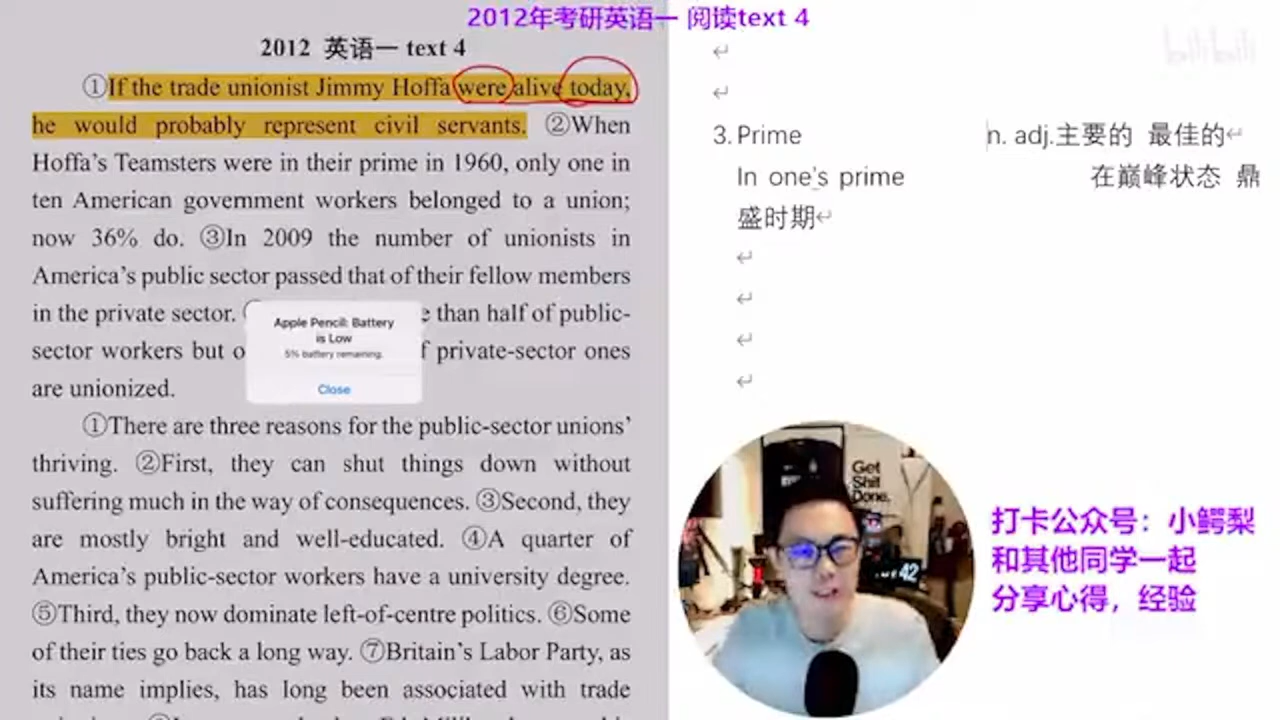 2012年考研英语一 阅读text 4
bilibili
2012 英语一 text 4
①If the trade unionist Jimmy Hoffa were alive today,
he would probably represent civil servants. ②When
Hoffa's Teamsters were in their prime in 1960, only one in
ten American government workers belonged to a union;
now 36% do. ③In 2009 the number of unionists in
America's public sector passed that of their fellow members
in the private sector. than half of public-
sector workers but private-sector ones
are unionized.
Apple Pencil: Battery
is Low
5% battery remaining.
Close
①There are three reasons for the public-sector unions'
thriving. ②First, they can shut things down without
suffering much in the way of consequences. ③Second, they
are mostly bright and well-educated. ④A quarter of
America's public-sector workers have a university degree.
⑤Third, they now dominate left-of-centre politics. ⑥Some
of their ties go back a long way. ⑦Britain's Labor Party, as
its name implies, has long been associated with trade
3. Prime n. adj.主要的 最佳的
In one's prime 在巅峰状态 鼎
盛时期
Get
Shit
Done.
42
打卡公众号：小鳄梨
和其他同学一起
分享心得，经验